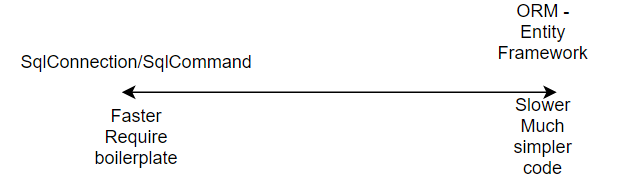 ORM -
Entity
Framework
SqlConnection/SqlCommand
Faster
Require
boilerplate
Slower
Much
simpler
code